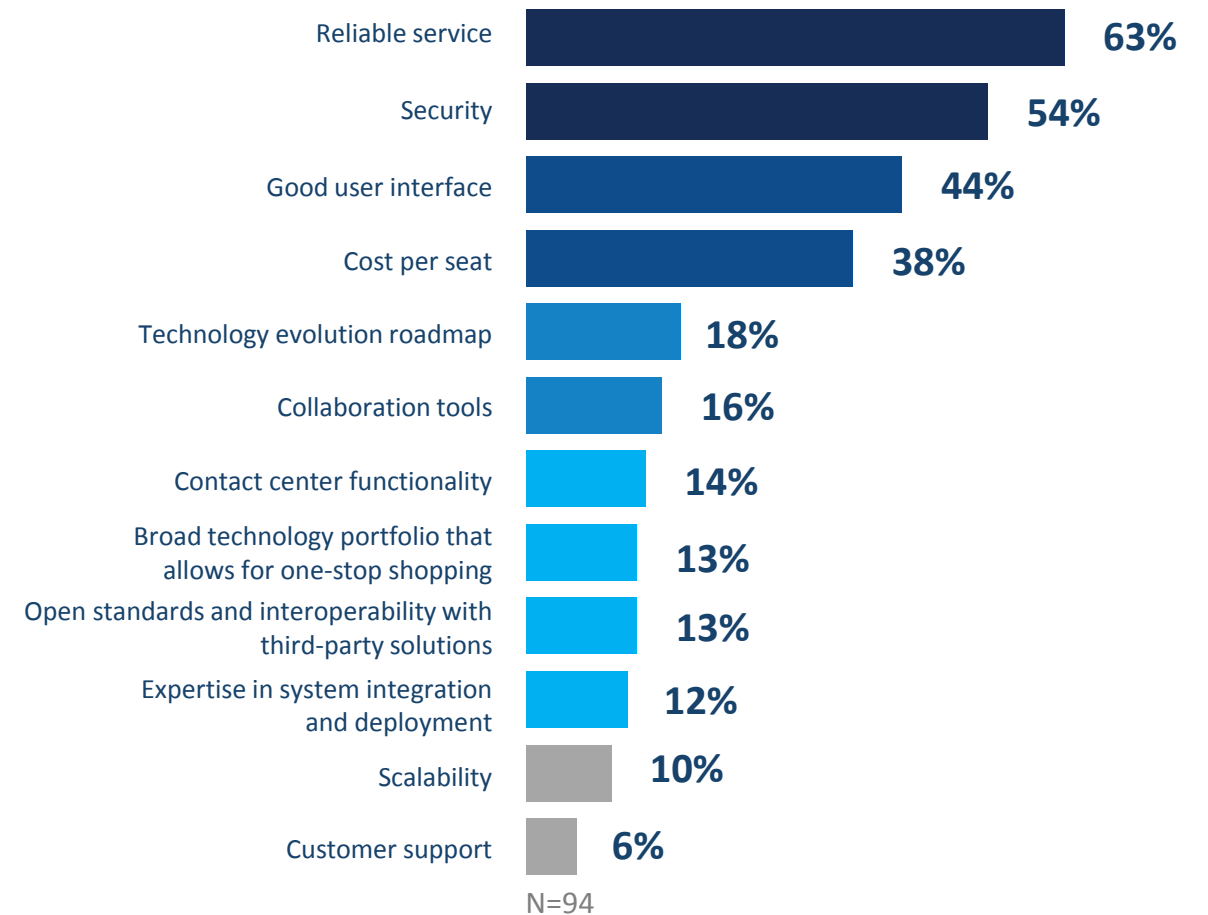 Reliable service 63%
Security 54%
Good user interface 44%
Cost per seat 38%
Technology evolution roadmap 18%
Collaboration tools 16%
Contact center functionality 14%
Broad technology portfolio that
allows for one-stop shopping 13%
Open standards and interoperability with
third-party solutions 13%
Expertise in system integration
and deployment 12%
Scalability 10%
Customer support 6%
N=94